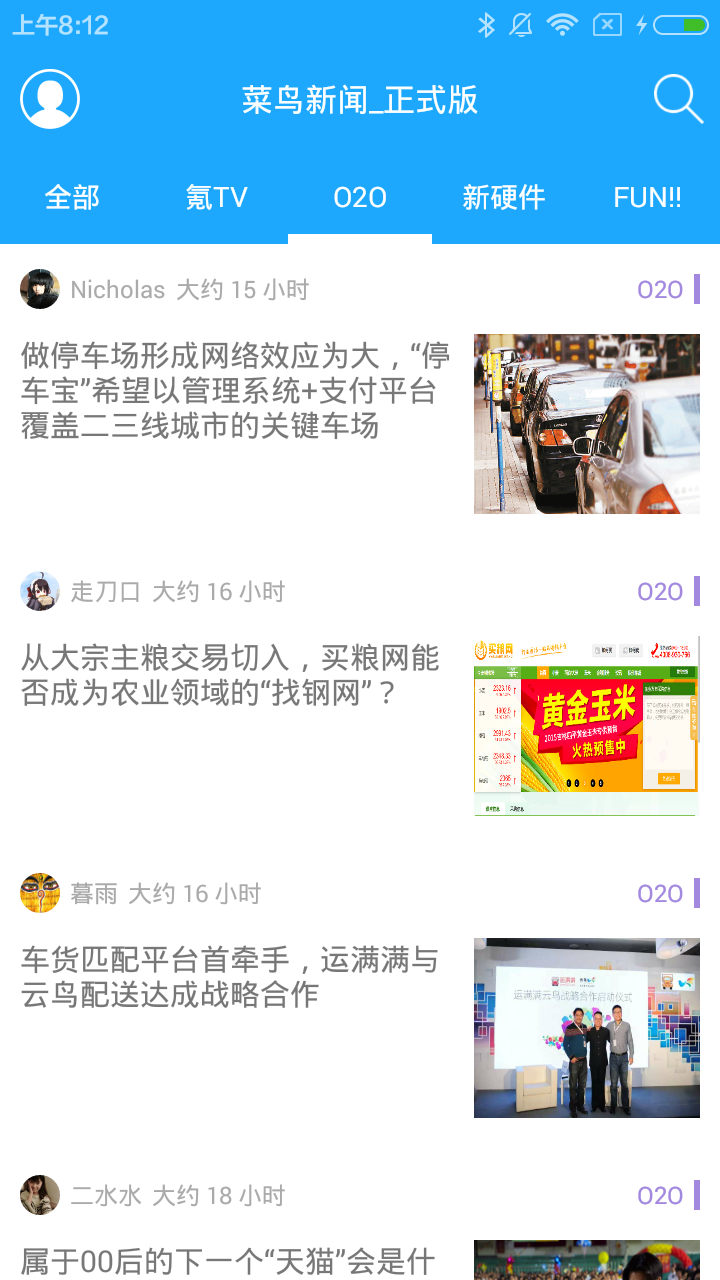 上午8:12
菜鸟新闻_正式版
全部 氪TV O2O 新硬件 FUN!!
Nicholas 大约 15 小时 O2O
做停车场形成网络效应为大，“停
车宝”希望以管理系统+支付平台
覆盖二三线城市的关键车场
走刀口 大约 16 小时 O2O
从大宗主粮交易切入，买粮网能
否成为农业领域的“找钢网”？
买粮网
黄金玉米
火热预售中
暮雨 大约 16 小时 O2O
车货匹配平台首牵手，运满满与
云鸟配送达成战略合作
运满满云鸟战略合作启动仪式
二水水 大约 18 小时 O2O
属于00后的下一个“天猫”会是什